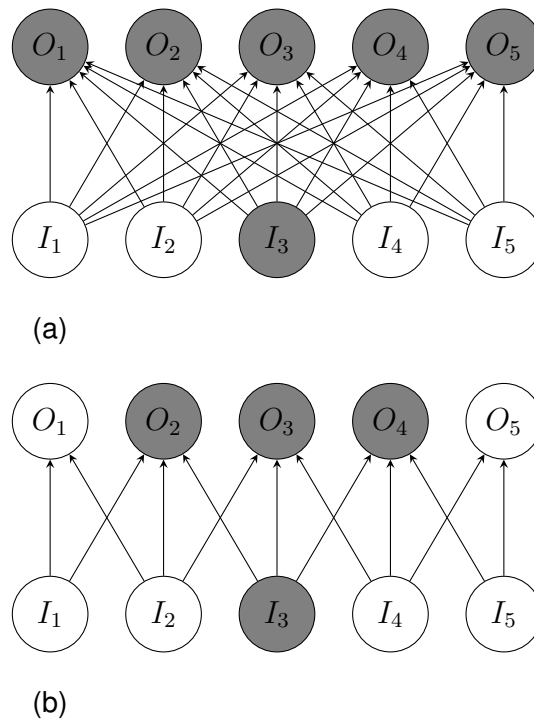 O₁ O₂ O₃ O₄ O₅
I₁ I₂ I₃ I₄ I₅
(a)
O₁ O₂ O₃ O₄ O₅
I₁ I₂ I₃ I₄ I₅
(b)